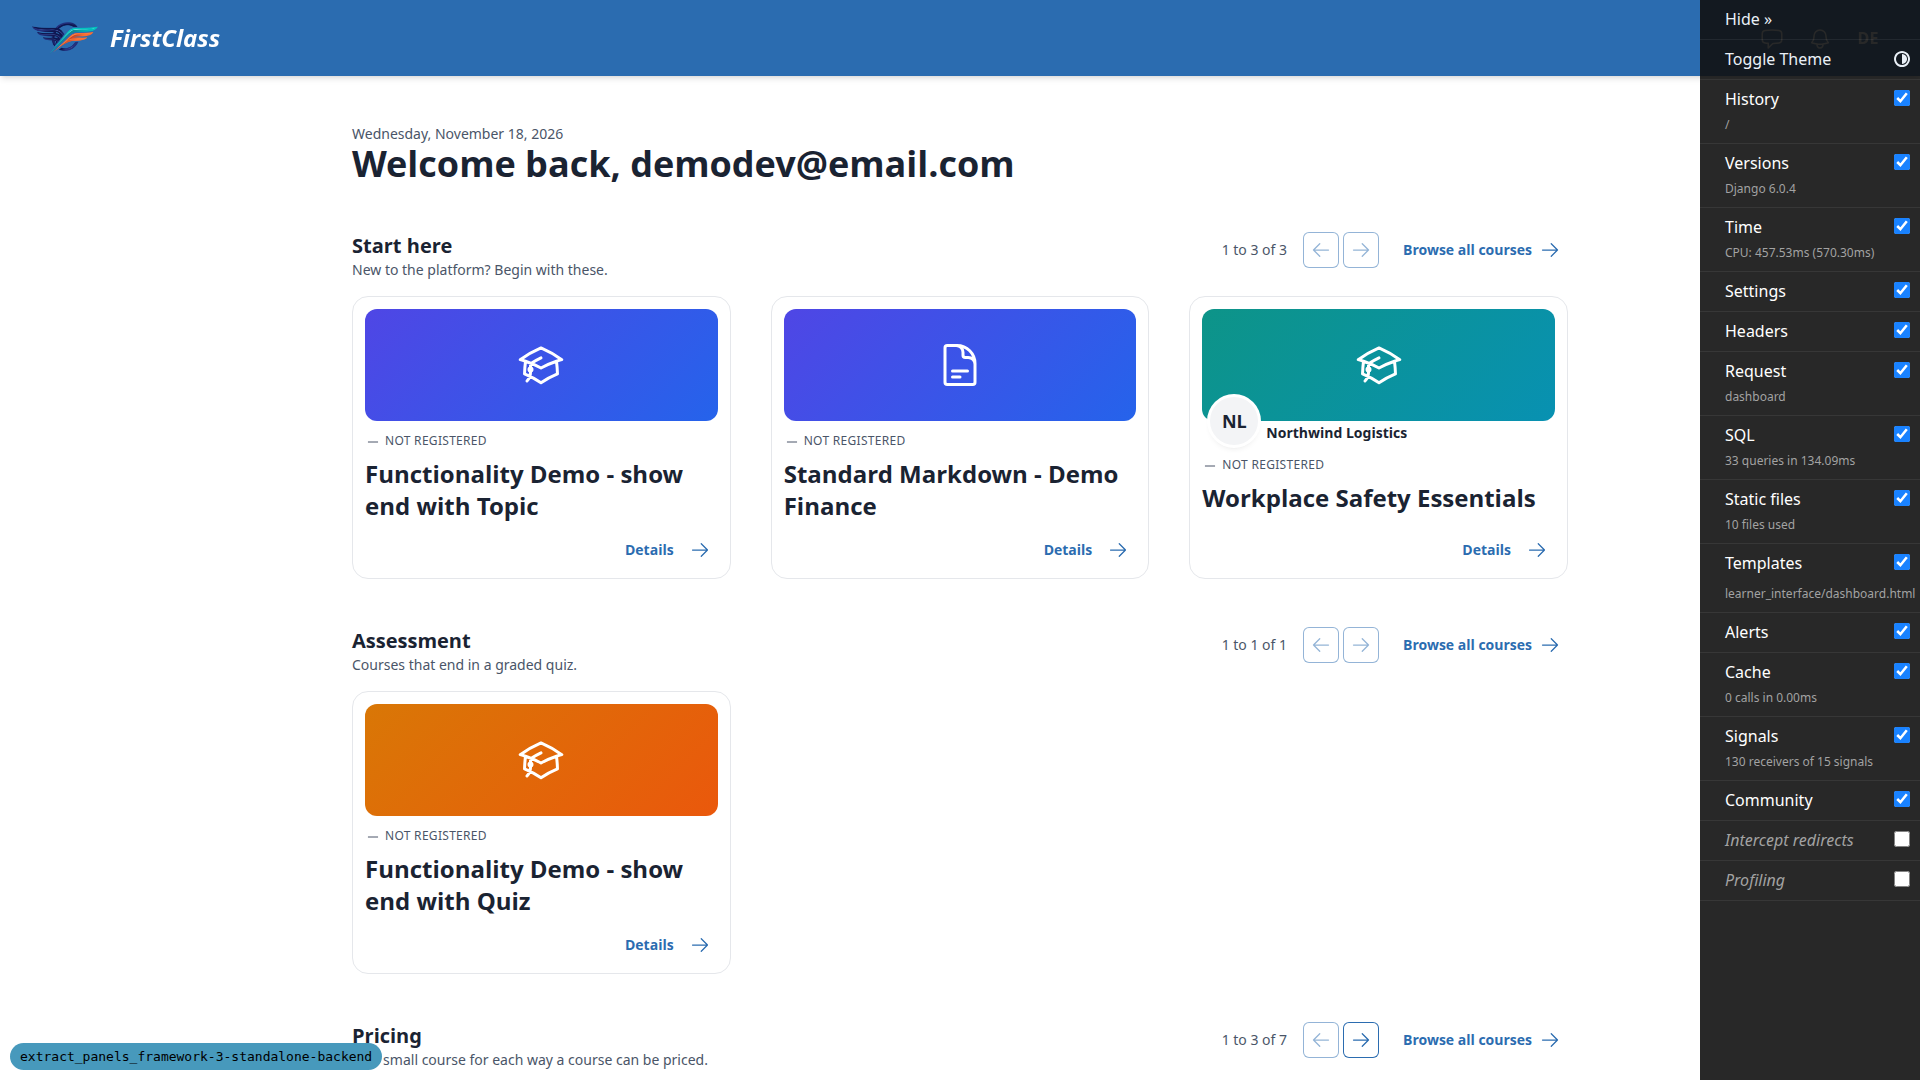 FirstClass
DE
Wednesday, November 18, 2026
Welcome back, demodev@email.com
Start here
New to the platform? Begin with these.
1 to 3 of 3
Browse all courses
NOT REGISTERED
Functionality Demo - show
end with Topic
Details
NOT REGISTERED
Standard Markdown - Demo
Finance
Details
NL
Northwind Logistics
NOT REGISTERED
Workplace Safety Essentials
Details
Assessment
Courses that end in a graded quiz.
1 to 1 of 1
Browse all courses
NOT REGISTERED
Functionality Demo - show
end with Quiz
Details
Pricing
small course for each way a course can be priced.
1 to 3 of 7
Browse all courses
extract_panels_framework-3-standalone-backend
Hide »
Toggle Theme
History
/
Versions
Django 6.0.4
Time
CPU: 457.53ms (570.30ms)
Settings
Headers
Request
dashboard
SQL
33 queries in 134.09ms
Static files
10 files used
Templates
learner_interface/dashboard.html
Alerts
Cache
0 calls in 0.00ms
Signals
130 receivers of 15 signals
Community
Intercept redirects
Profiling